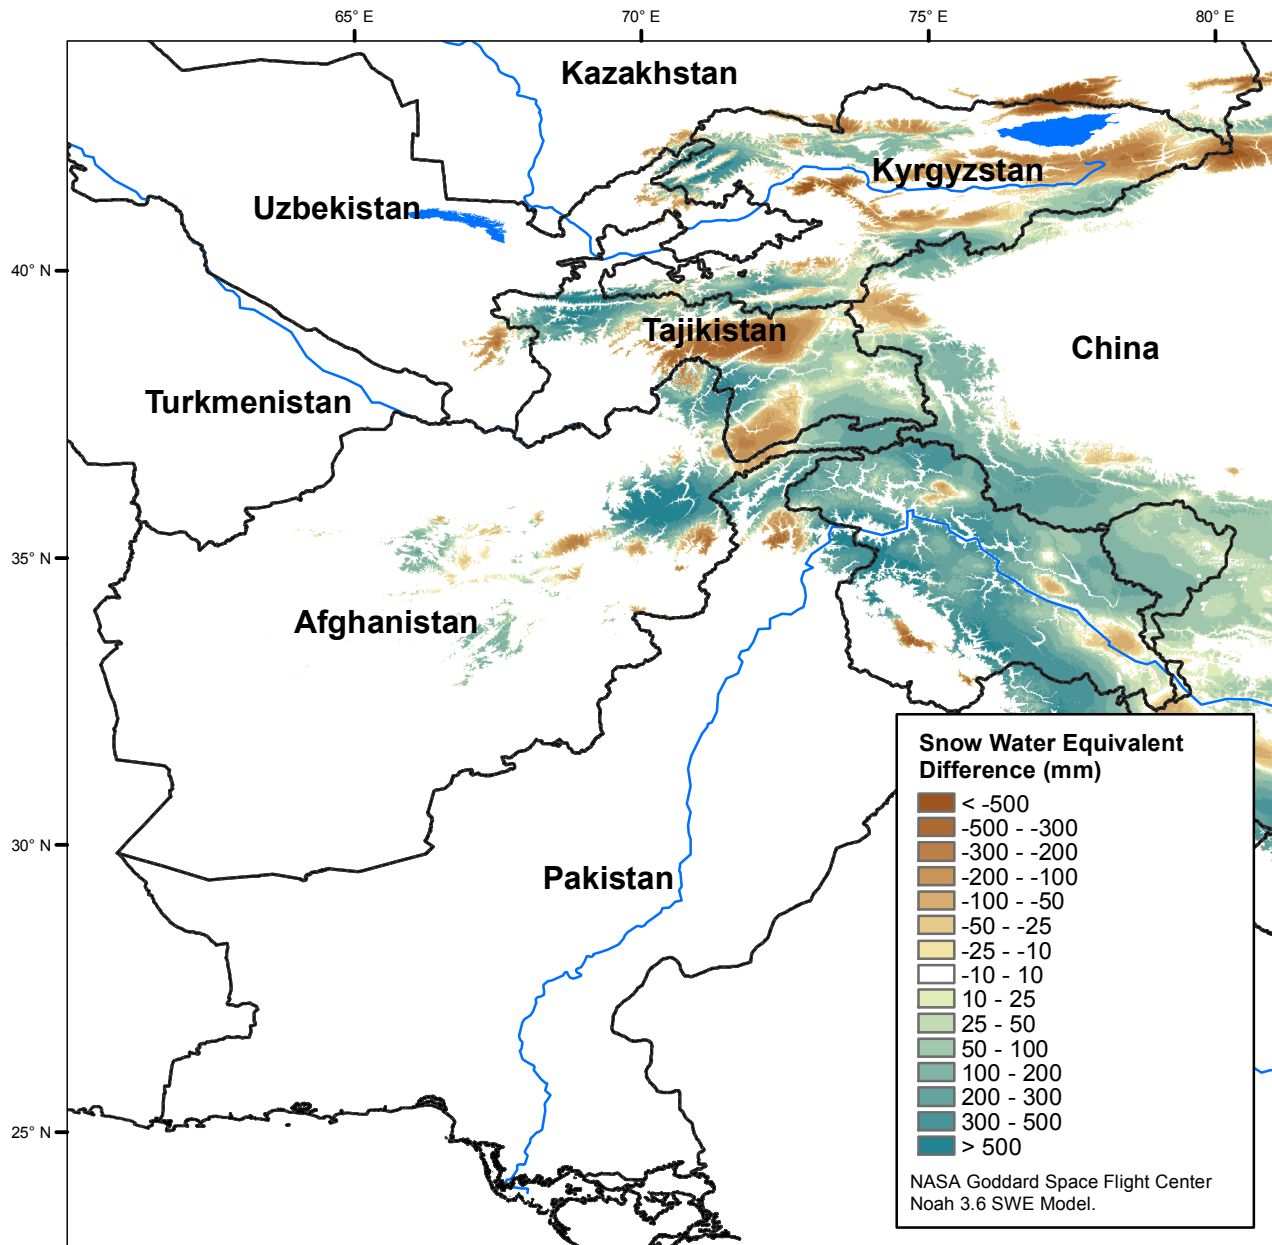 65° E 70° E 75° E 80° E
Kazakhstan
Kyrgyzstan
Uzbekistan
40° N
Tajikistan
China
Turkmenistan
35° N
Afghanistan
Snow Water Equivalent
Difference (mm)
< -500
-500 - -300
-300 - -200
-200 - -100
-100 - -50
-50 - -25
-25 - -10
-10 - 10
10 - 25
25 - 50
50 - 100
100 - 200
200 - 300
300 - 500
> 500
NASA Goddard Space Flight Center
Noah 3.6 SWE Model.
30° N
Pakistan
25° N